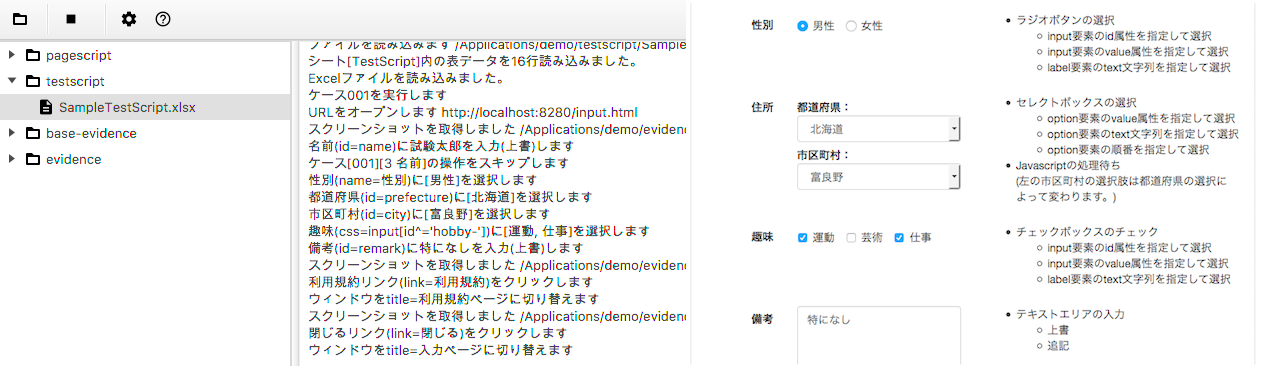 pagescript
testscript
SampleTestScript.xlsx
base-evidence
evidence
ファイルを読み込みます /Applications/demo/testscript/Sample
シート[TestScript]内の表データを16行読み込みました。
Excelファイルを読み込みました。
ケース001を実行します
URLをオープンします http://localhost:8280/input.html
スクリーンショットを取得しました /Applications/demo/evidenc
名前(id=name)に試験太郎を入力(上書)します
ケース[001][3 名前]の操作をスキップします
性別(name=性別)に[男性]を選択します
都道府県(id=prefecture)に[北海道]を選択します
市区町村(id=city)に[富良野]を選択します
趣味(css=input[id^='hobby-'])に[運動, 仕事]を選択します
備考(id=remark)に特になしを入力(上書)します
スクリーンショットを取得しました /Applications/demo/evidenc
利用規約リンク(link=利用規約)をクリックします
ウィンドウをtitle=利用規約ページに切り替えます
スクリーンショットを取得しました /Applications/demo/evidenc
閉じるリンク(link=閉じる)をクリックします
ウィンドウをtitle=入力ページに切り替えます
性別 男性 女性
ラジオボタンの選択
input要素のid属性を指定して選択
input要素のvalue属性を指定して選択
label要素のtext文字列を指定して選択
住所 都道府県：
北海道
市区町村：
富良野
セレクトボックスの選択
option要素のvalue属性を指定して選択
option要素のtext文字列を指定して選択
option要素の順番を指定して選択
Javascriptの処理待ち
(左の市区町村の選択肢は都道府県の選択に
よって変わります。)
趣味 運動 芸術 仕事
チェックボックスのチェック
input要素のid属性を指定して選択
input要素のvalue属性を指定して選択
label要素のtext文字列を指定して選択
備考 特になし
テキストエリアの入力
上書
追記